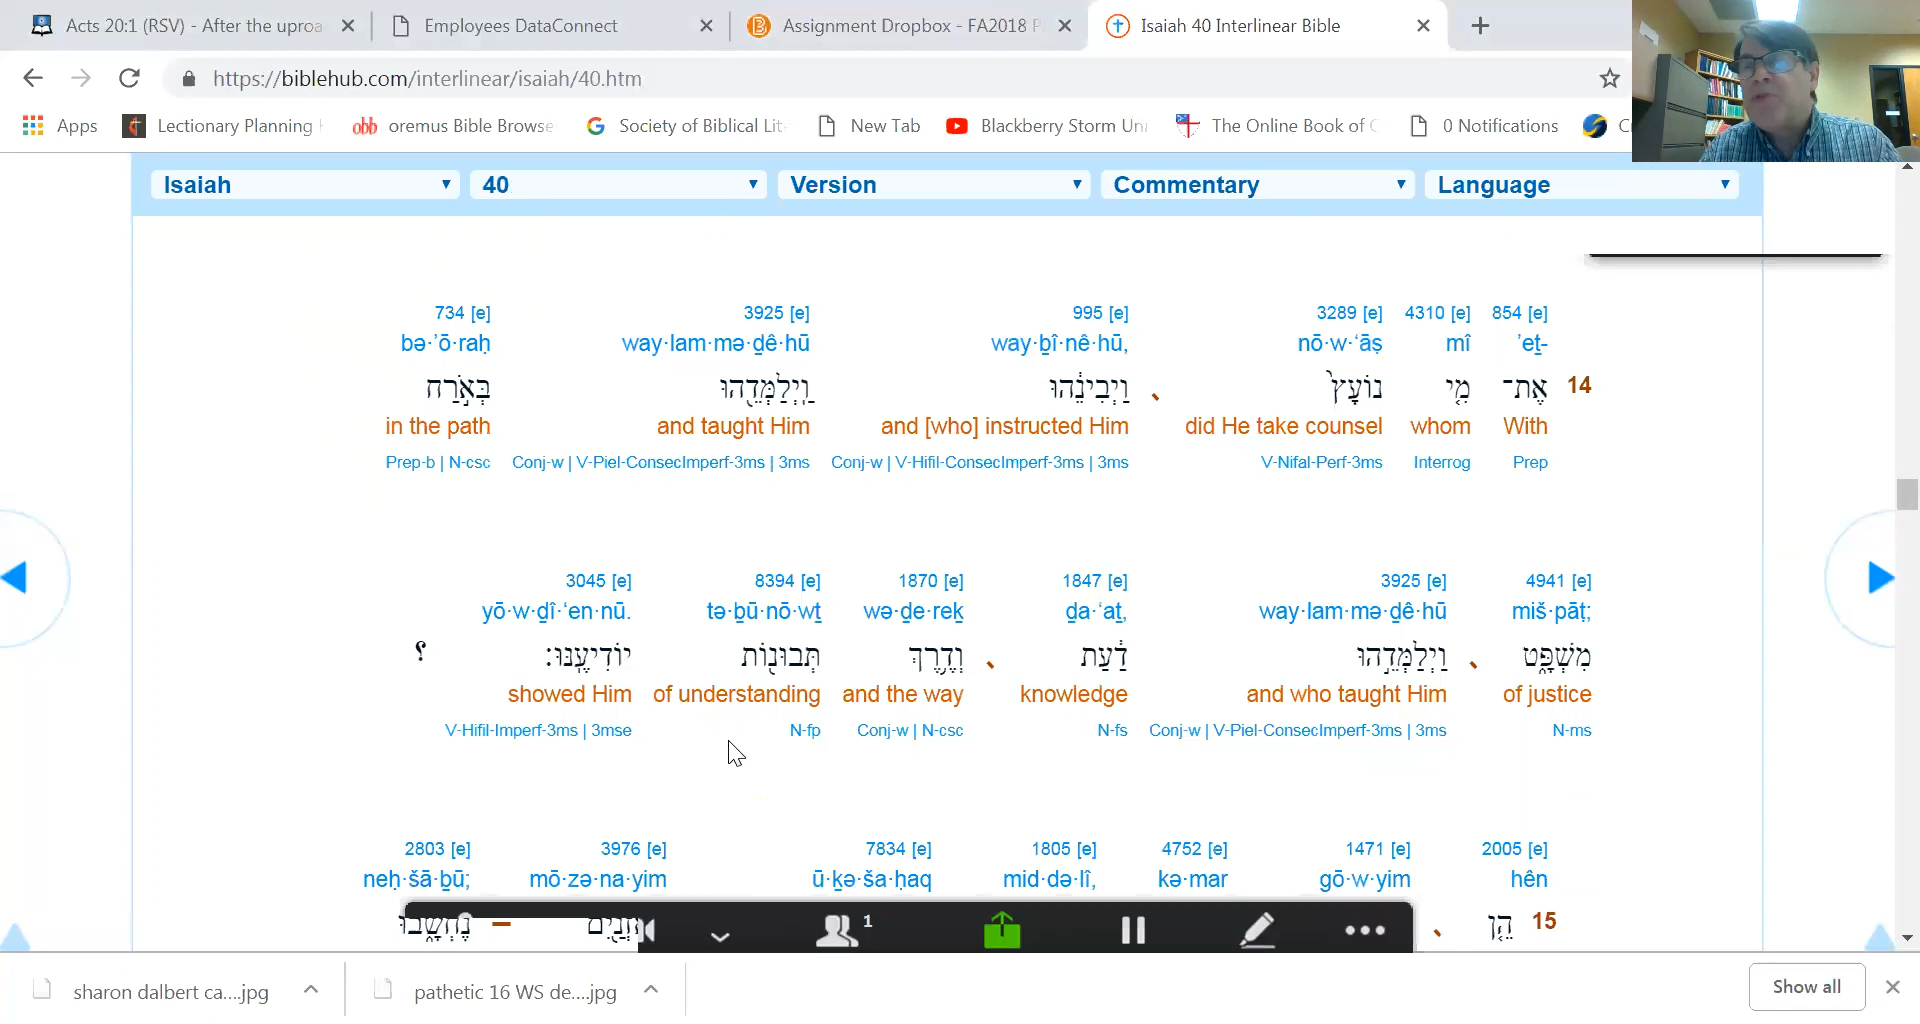 Acts 20:1 (RSV) - After the uproa
Employees DataConnect
Assignment Dropbox - FA2018 P
Isaiah 40 Interlinear Bible
https://biblehub.com/interlinear/isaiah/40.htm
Apps
Lectionary Planning
oremus Bible Browse
Society of Biblical Lit
New Tab
Blackberry Storm Un
The Online Book of C
0 Notifications
Isaiah 40 Version Commentary Language
734 [e] 3925 [e] 995 [e] 3289 [e] 4310 [e] 854 [e]
bə·’ō·raḥ way·lam·mə·ḏê·hū way·ḇî·nê·hū, nō·w·‘āṣ mî ’eṯ-
14 אֶת־ מִ֤י נוֹעָץ֙ 、 וַיְבִינֵ֔הוּ וַֽיְלַמְּדֵ֖הוּ בְּאֹ֣רַח
in the path and taught Him and [who] instructed Him did He take counsel whom With
Prep-b | N-csc Conj-w | V-Piel-ConsecImperf-3ms | 3ms Conj-w | V-Hifil-ConsecImperf-3ms | 3ms V-Nifal-Perf-3ms Interrog Prep
3045 [e] 8394 [e] 1870 [e] 1847 [e] 3925 [e] 4941 [e]
yō·w·ḏî·‘en·nū. tə·ḇū·nō·wṯ wə·ḏe·reḵ ḏa·‘aṯ, way·lam·mə·ḏê·hū miš·pāṭ;
מִשְׁפָּ֑ט 、 וַיְלַמְּדֵ֣הוּ דַ֔עַת 、 וְדֶ֥רֶךְ תְּבוּנ֖וֹת יוֹדִיעֶֽנּוּ׃ ؟
showed Him of understanding and the way knowledge and who taught Him of justice
V-Hifil-Imperf-3ms | 3mse N-fp Conj-w | N-csc N-fs Conj-w | V-Piel-ConsecImperf-3ms | 3ms N-ms
2803 [e] 3976 [e] 7834 [e] 1805 [e] 4752 [e] 1471 [e] 2005 [e]
neḥ·šā·ḇū; mō·zə·na·yim ū·ḵə·ša·ḥaq mid·də·lî, kə·mar gō·w·yim hên
15 הֵ֤ן 、 – נֶחְשָׁ֑בוּ
1
sharon dalbert ca....jpg
pathetic 16 WS de....jpg
Show all